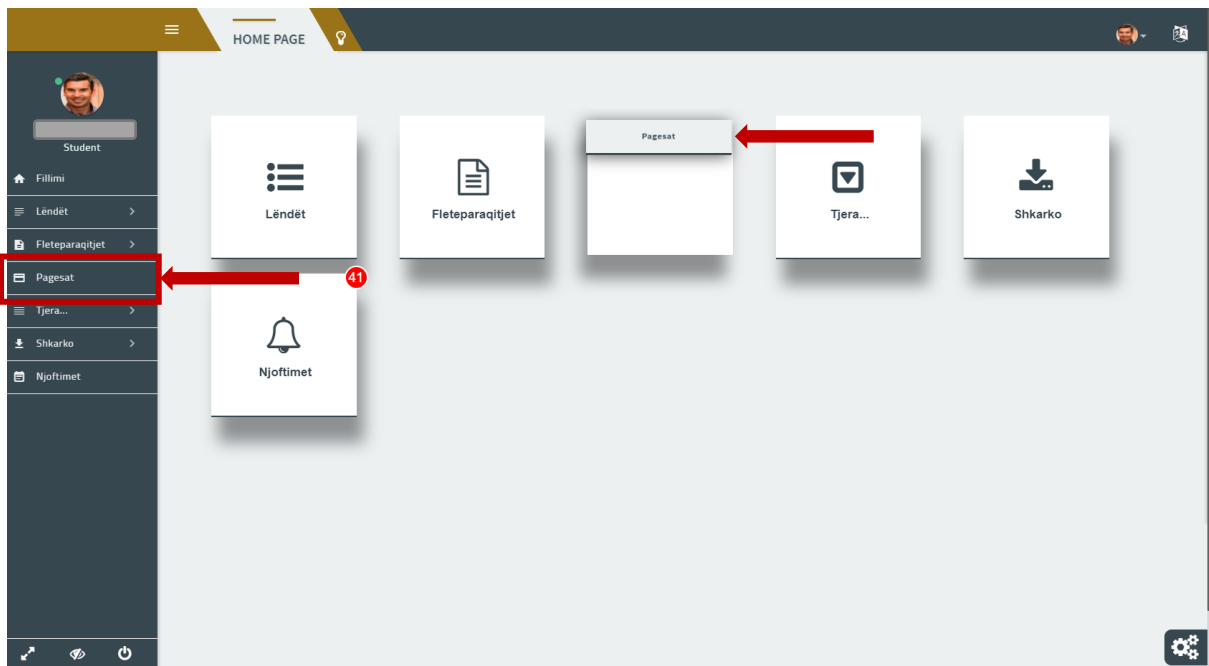 HOME PAGE
Student
Fillimi
Lëndët
Fleteparaqitjet
Pagesat
Tjera...
Shkarko
Njoftimet
Lëndët
Fleteparaqitjet
Pagesat
Tjera...
Shkarko
41
Njoftimet